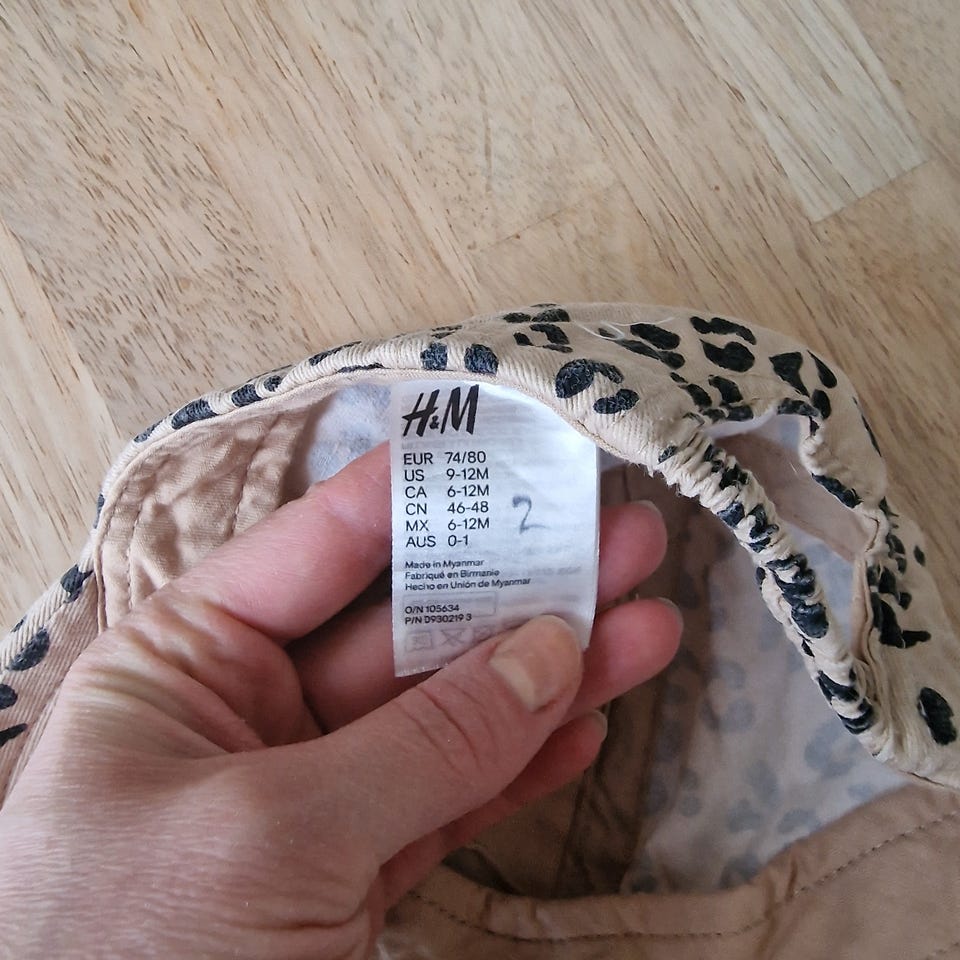 H&M
EUR 74/80
US 9-12M
CA 6-12M
CN 46-48
MX 6-12M
AUS 0-1
2
Made in Myanmar
Fabriqué en Birmanie
Hecho en Unión de Myanmar
O/N 105634
P/N D930219 3